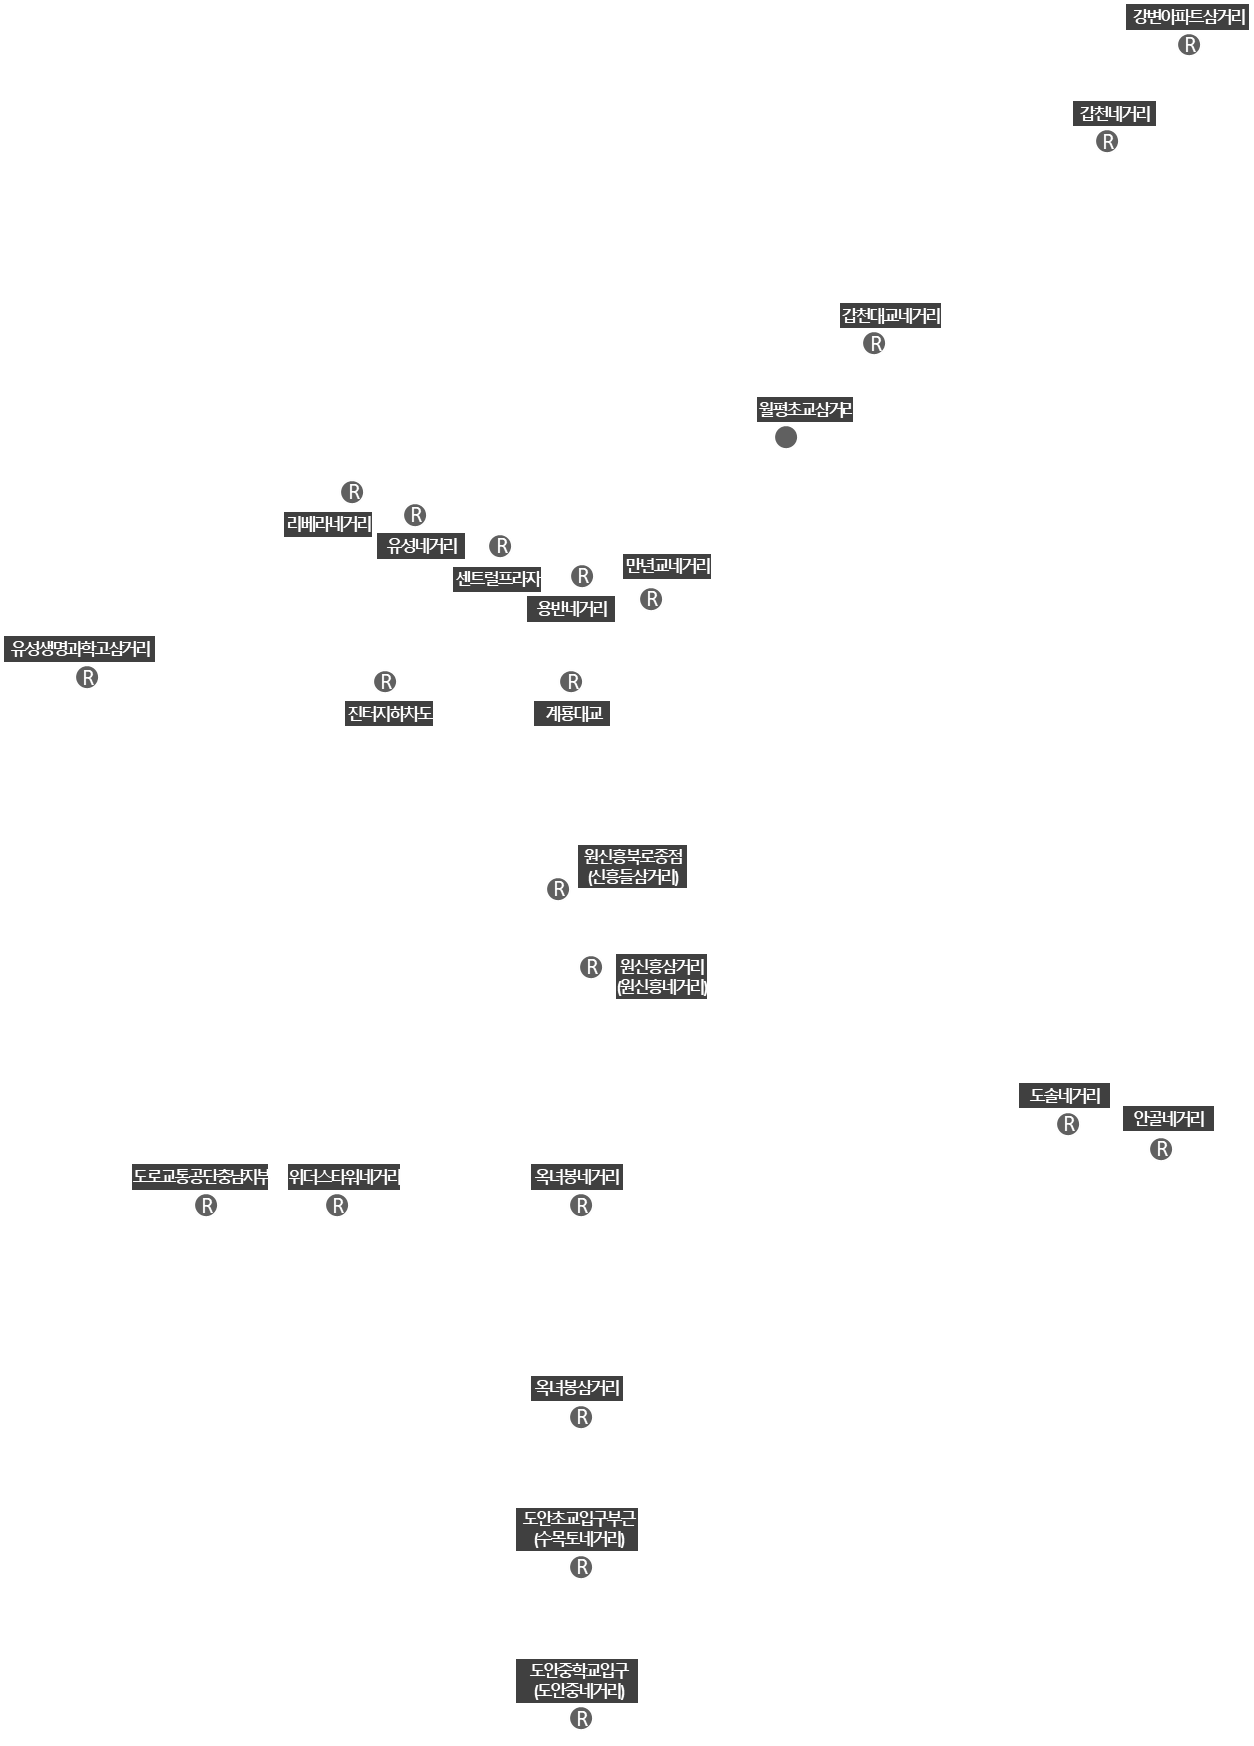 강변아파트삼거리
R
갑천네거리
R
갑천대교네거리
R
월평초교삼거리
R
리베라네거리
R
유성네거리
R
센트럴프라자
R
용반네거리
만년교네거리
R
유성생명과학고삼거리
R
R
진터지하차도
R
계룡대교
원신흥북로종점
(신흥들삼거리)
R
R
원신흥삼거리
(원신흥네거리)
도솔네거리
R
안골네거리
R
도로교통공단충남지부
R
위더스타워네거리
R
옥녀봉네거리
R
옥녀봉삼거리
R
도안초교입구부근
(수목토네거리)
R
도안중학교입구
(도안중네거리)
R